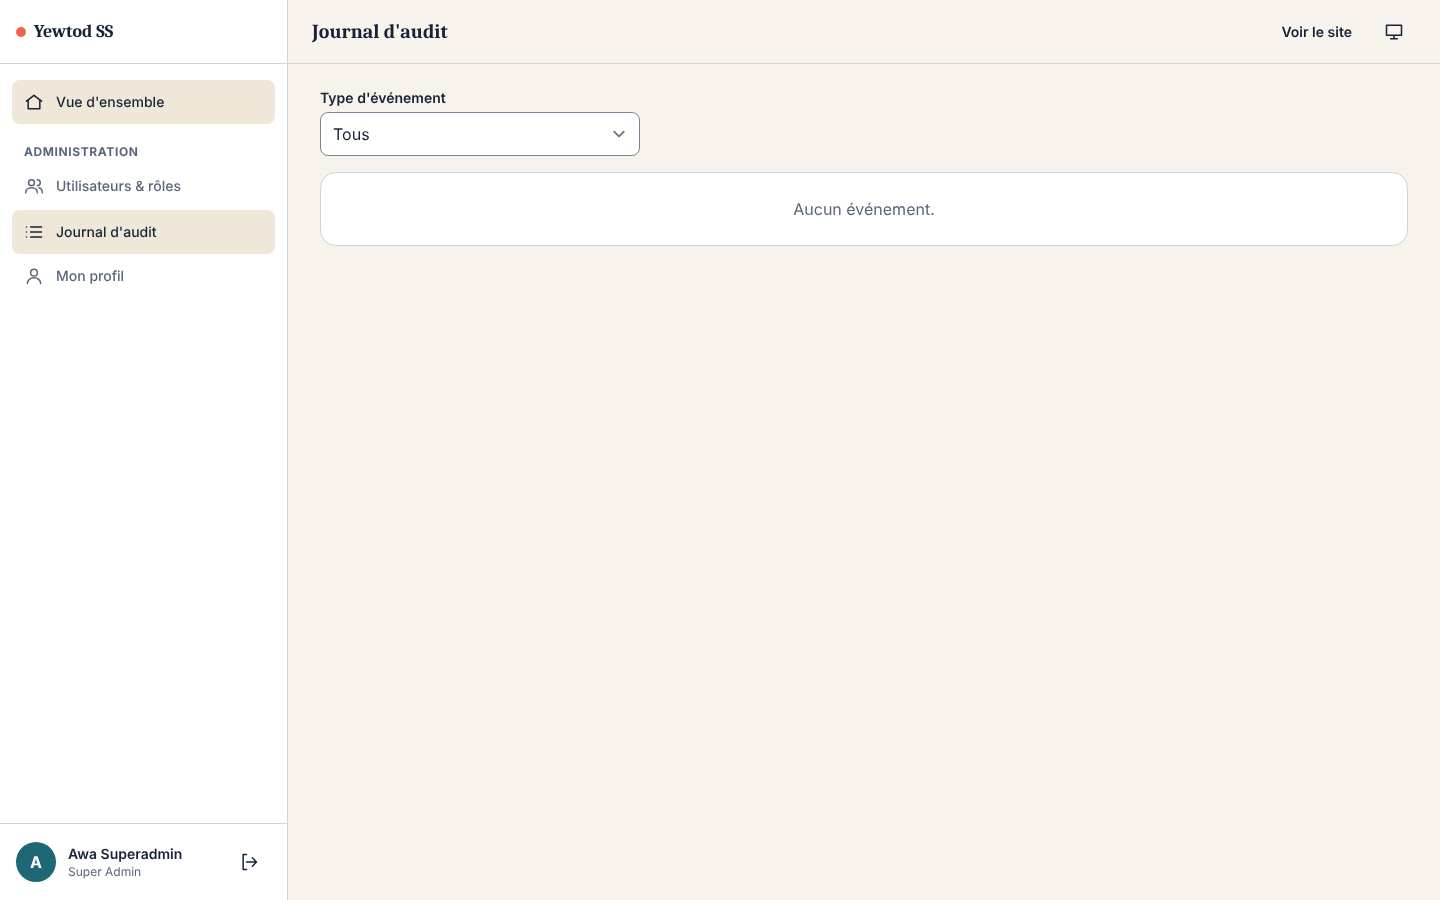 Yewtod SS
Journal d'audit
Voir le site
Vue d'ensemble
ADMINISTRATION
Utilisateurs & rôles
Journal d'audit
Mon profil
Type d'événement
Tous
Aucun événement.
A
Awa Superadmin
Super Admin